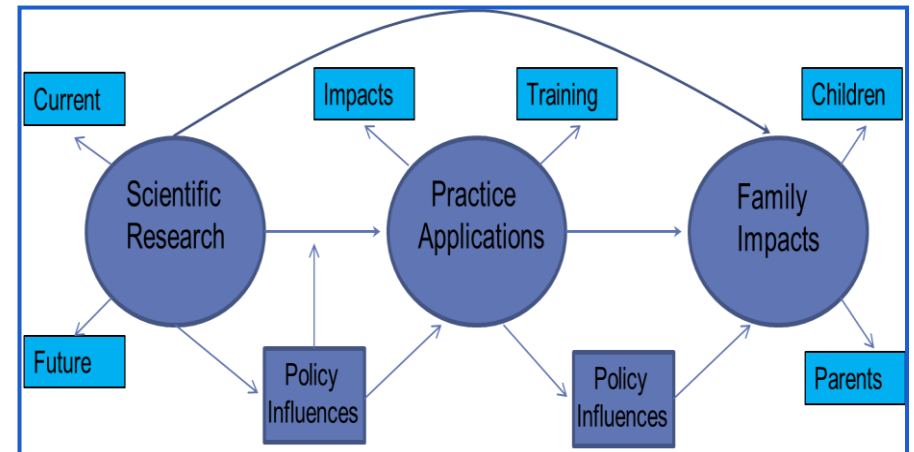 Current
Impacts
Training
Children
Scientific
Research
Practice
Applications
Family
Impacts
Future
Policy
Influences
Policy
Influences
Parents